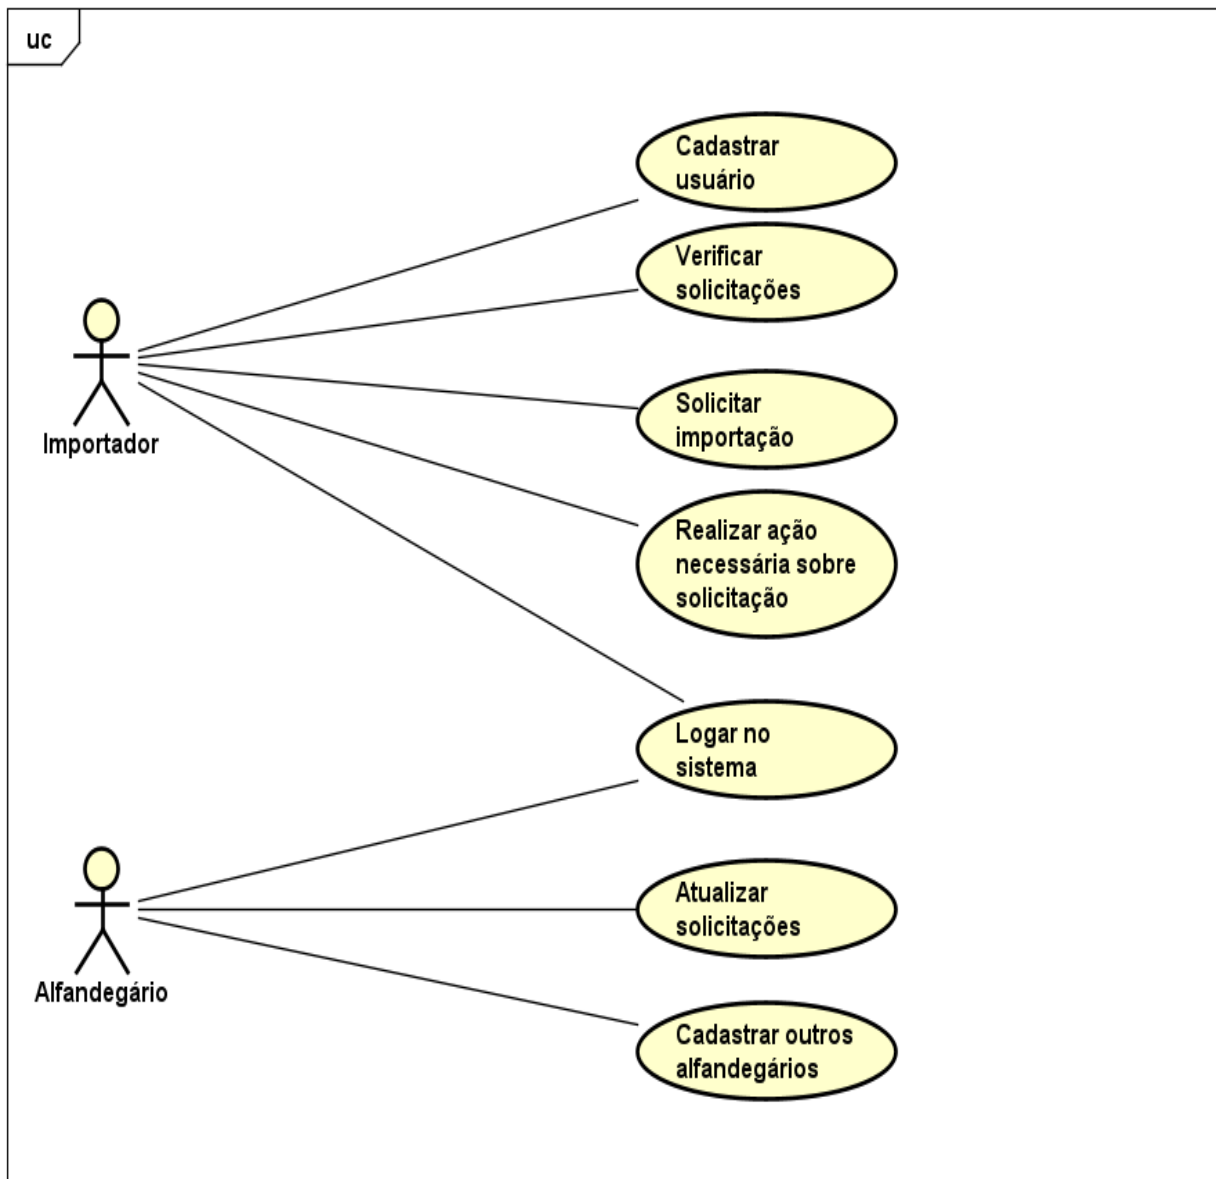 uc
Cadastrar
usuário
Verificar
solicitações
Importador
Solicitar
importação
Realizar ação
necessária sobre
solicitação
Logar no
sistema
Alfandegário
Atualizar
solicitações
Cadastrar outros
alfandegários